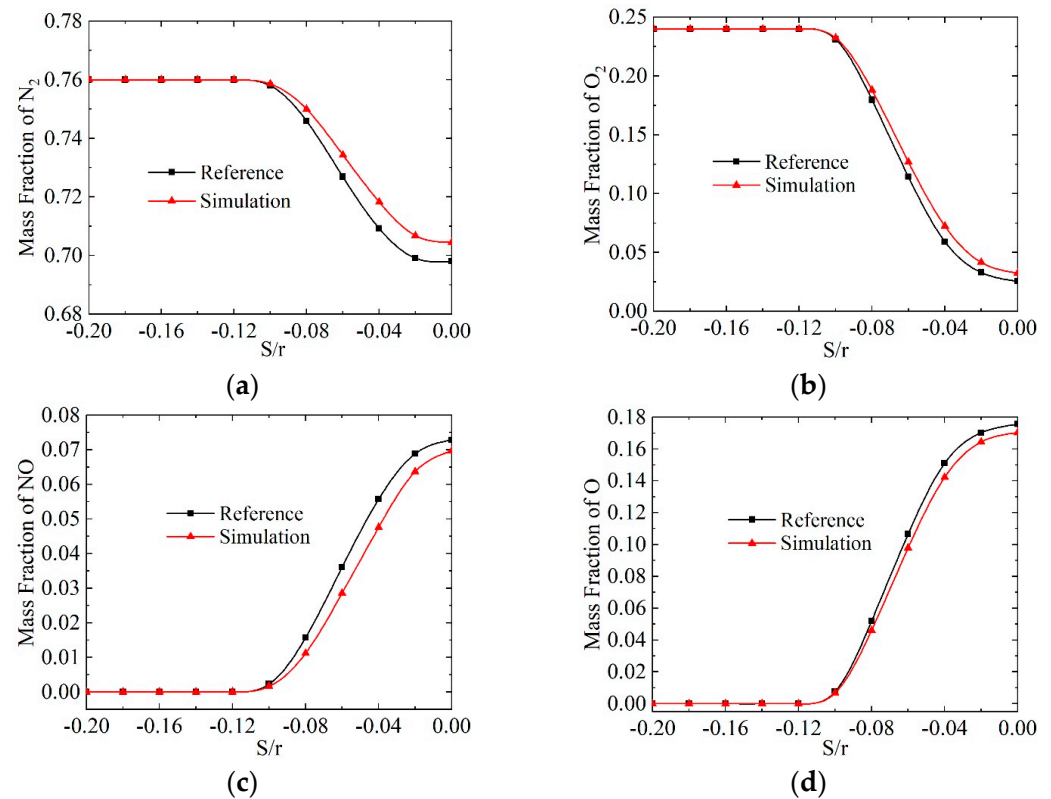 0.78
0.76
0.74
0.72
0.70
0.68
Mass Fraction of N2
Reference
Simulation
-0.20 -0.16 -0.12 -0.08 -0.04 0.00
S/r
(a)
0.25
0.20
0.15
0.10
0.05
0.00
Mass Fraction of O2
Reference
Simulation
-0.20 -0.16 -0.12 -0.08 -0.04 0.00
S/r
(b)
0.08
0.07
0.06
0.05
0.04
0.03
0.02
0.01
0.00
Mass Fraction of NO
Reference
Simulation
-0.20 -0.16 -0.12 -0.08 -0.04 0.00
S/r
(c)
0.18
0.16
0.14
0.12
0.10
0.08
0.06
0.04
0.02
0.00
Mass Fraction of O
Reference
Simulation
-0.20 -0.16 -0.12 -0.08 -0.04 0.00
S/r
(d)